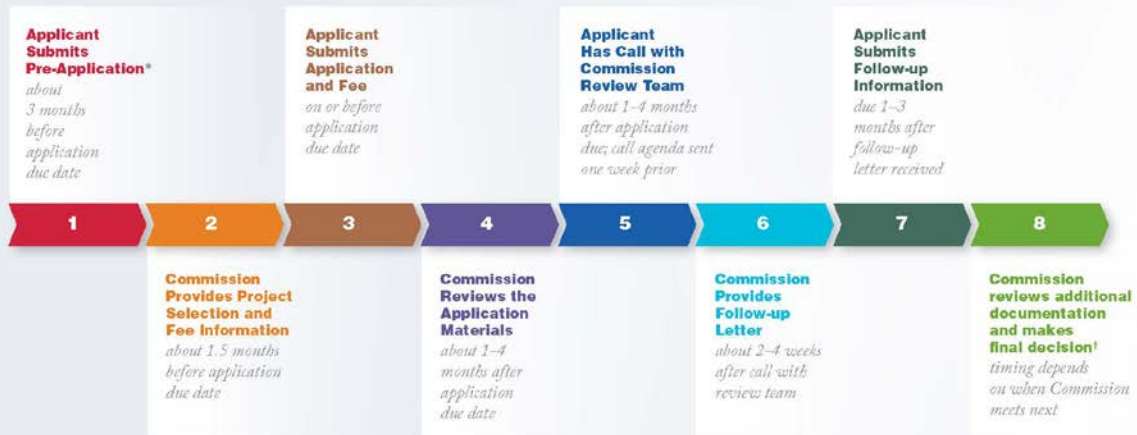 Applicant
Submits
Pre-Application*
about
3 months
before
application
due date
Applicant
Submits
Application
and Fee
on or before
application
due date
Applicant
Has Call with
Commission
Review Team
about 1–4 months
after application
due; call agenda sent
one week prior
Applicant
Submits
Follow-up
Information
due 1–3
months after
follow-up
letter received
1
2
3
4
5
6
7
8
Commission
Provides Project
Selection and
Fee Information
about 1.5 months
before application
due date
Commission
Reviews the
Application
Materials
about 1–4
months after
application
due date
Commission
Provides
Follow-up
Letter
about 2–4 weeks
after call with
review team
Commission
reviews additional
documentation
and makes
final decision†
timing depends
on when Commission
meets next